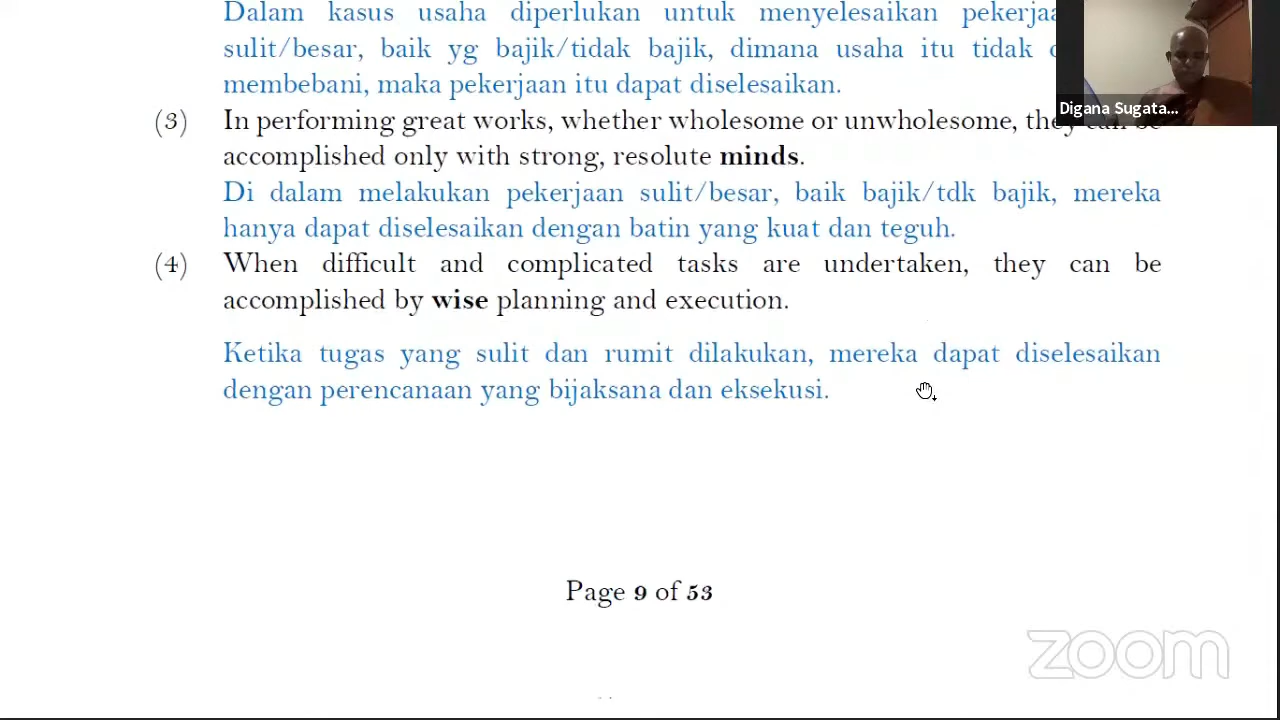 Dalam kasus usaha diperlukan untuk menyelesaikan
sulit/besar, baik yg bajik/tidak bajik, dimana usaha itu tidak
membebani, maka pekerjaan itu dapat diselesaikan.
Digana Sugata...
(3) In performing great works, whether wholesome or unwholesome, they can be
accomplished only with strong, resolute minds.
Di dalam melakukan pekerjaan sulit/besar, baik bajik/tdk bajik, mereka
hanya dapat diselesaikan dengan batin yang kuat dan teguh.
(4) When difficult and complicated tasks are undertaken, they can be
accomplished by wise planning and execution.
Ketika tugas yang sulit dan rumit dilakukan, mereka dapat diselesaikan
dengan perencanaan yang bijaksana dan eksekusi.
Page 9 of 53
zoom